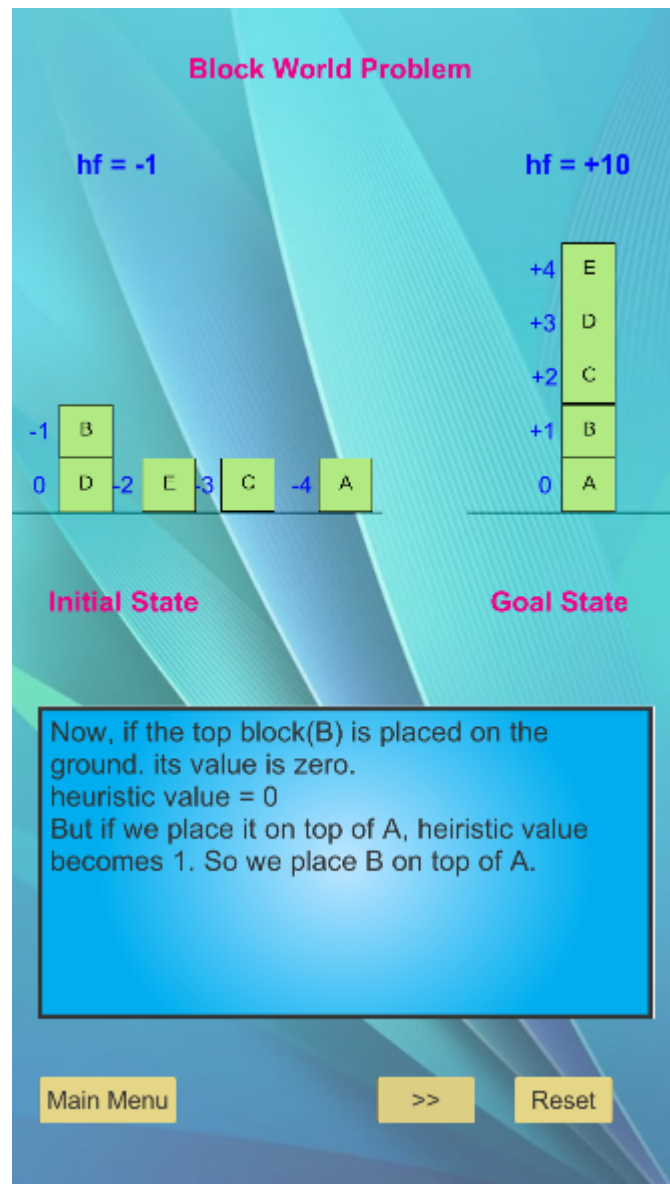 Block World Problem
hf = -1
hf = +10
+4 E
+3 D
+2 C
-1 B
+1 B
0 D -2 E -3 C -4 A
0 A
Initial State
Goal State
Now, if the top block(B) is placed on the
ground. its value is zero.
heuristic value = 0
But if we place it on top of A, heiristic value
becomes 1. So we place B on top of A.
Main Menu
>>
Reset